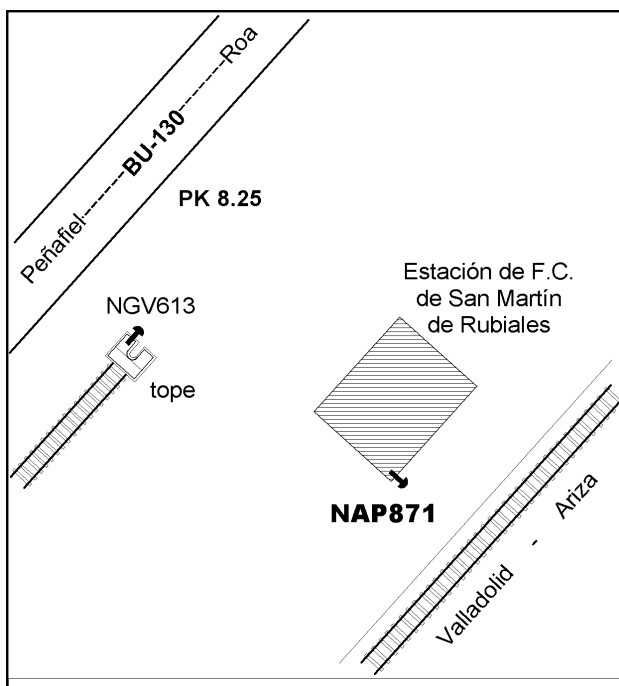 Peñafiel------BU-130------Roa
PK 8.25
Estación de F.C.
de San Martín
de Rubiales
NGV613
tope
NAP871
Valladolid - Ariza